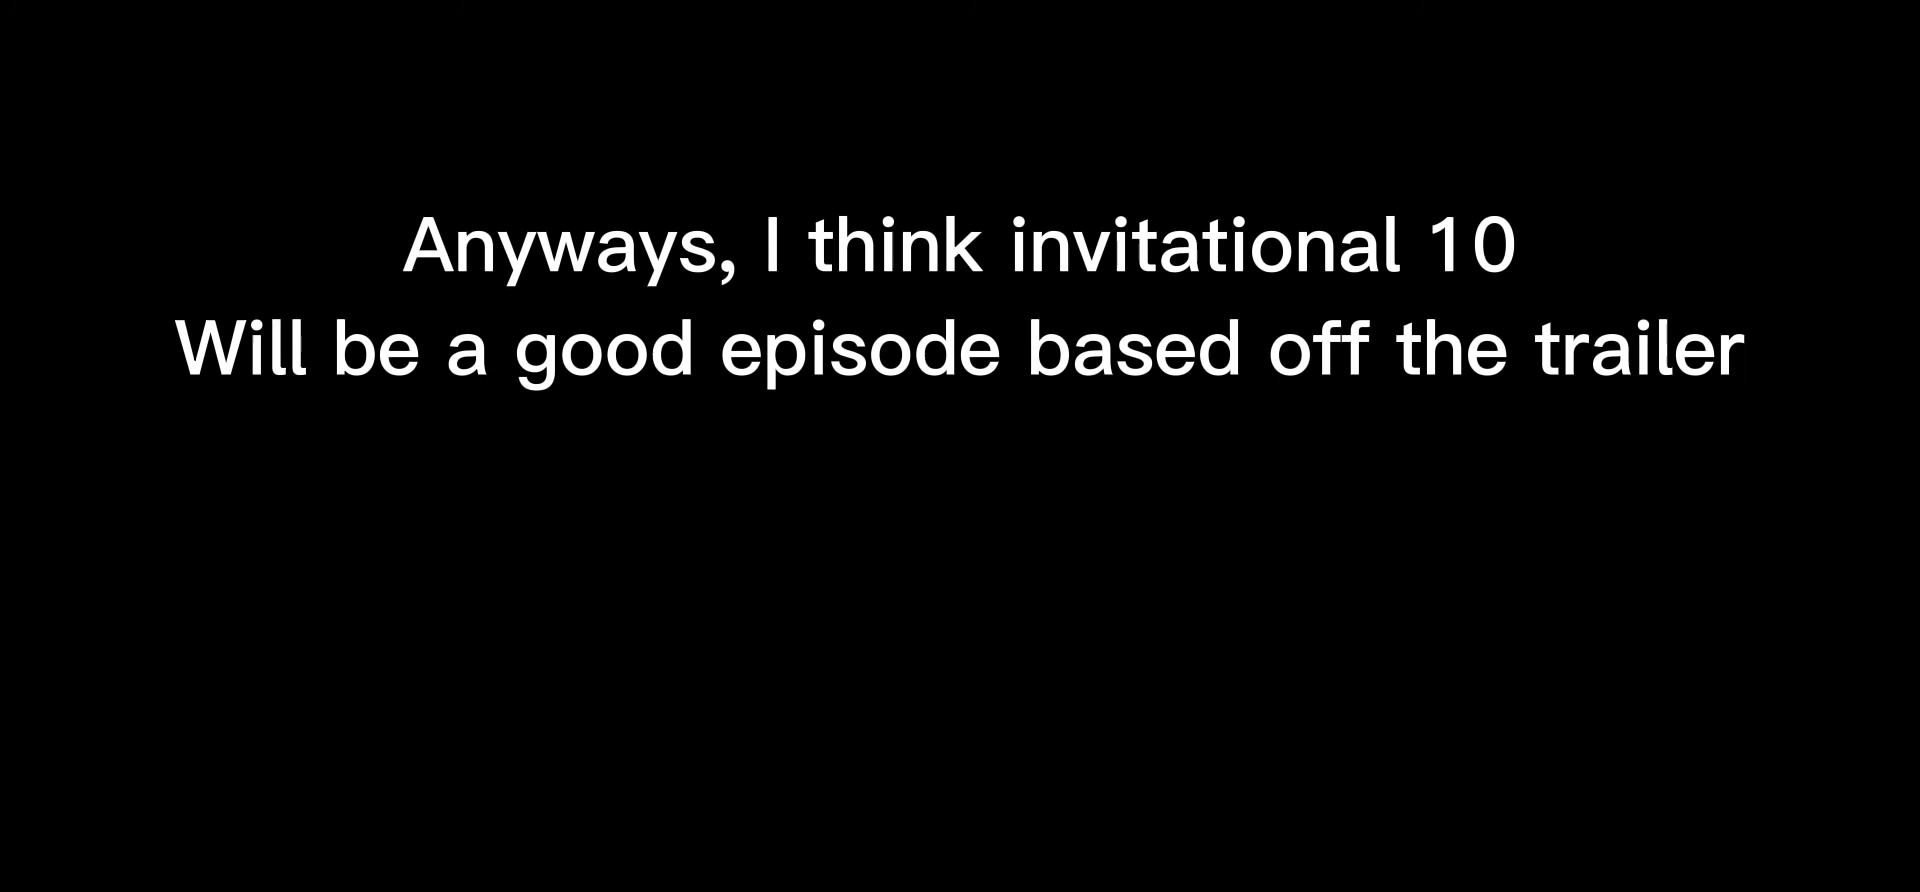 Anyways, I think invitational 10
Will be a good episode based off the trailer